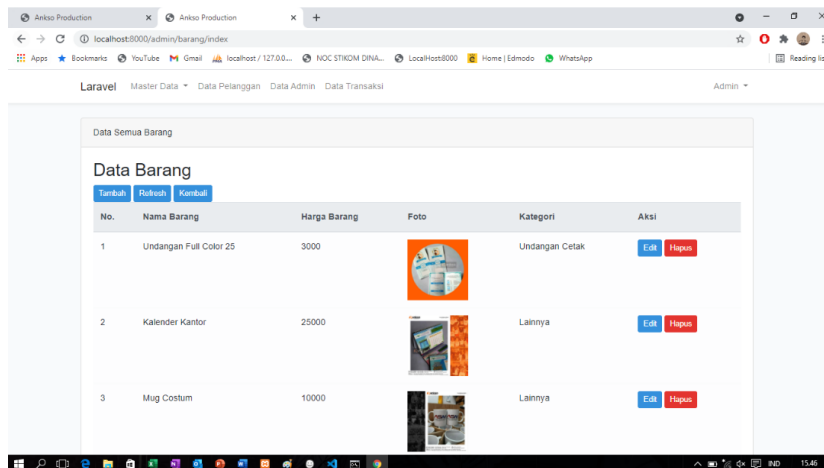 Ankso Production
Ankso Production
localhost:8000/admin/barang/index
Apps Bookmarks YouTube Gmail localhost / 127.0.0.... NOC STIKOM DINA... LocalHost:8000 Home | Edmodo WhatsApp Reading lis
Laravel Master Data Data Pelanggan Data Admin Data Transaksi Admin
Data Semua Barang
Data Barang
Tambah Refresh Kembali
No. Nama Barang Harga Barang Foto Kategori Aksi
1 Undangan Full Color 25 3000 Undangan Cetak Edit Hapus
2 Kalender Kantor 25000 Lainnya Edit Hapus
3 Mug Costum 10000 Lainnya Edit Hapus
IND 15.46